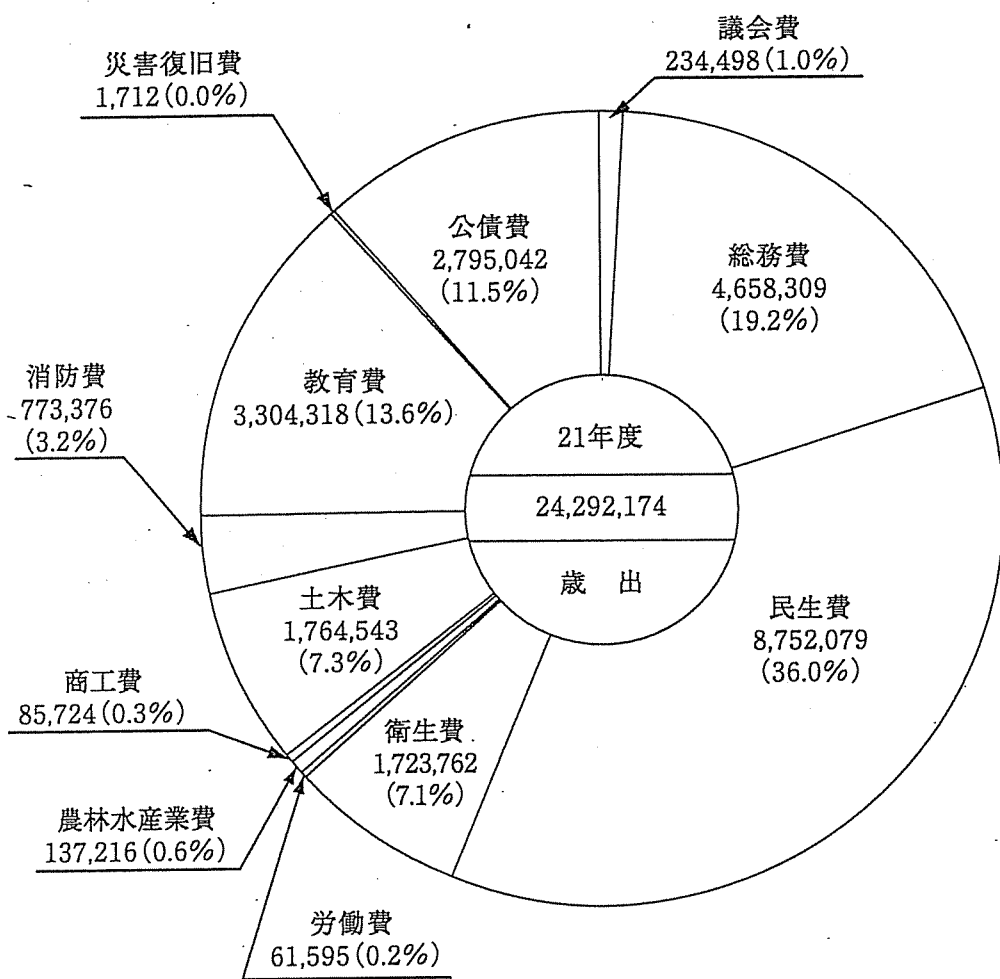 議会費
234,498(1.0%)
総務費
4,658,309
(19.2%)
民生費
8,752,079
(36.0%)
衛生費
1,723,762
(7.1%)
労働費
61,595(0.2%)
農林水産業費
137,216(0.6%)
商工費
85,724(0.3%)
土木費
1,764,543
(7.3%)
消防費
773,376
(3.2%)
教育費
3,304,318(13.6%)
災害復旧費
1,712(0.0%)
公債費
2,795,042
(11.5%)
21年度
24,292,174
歳 出